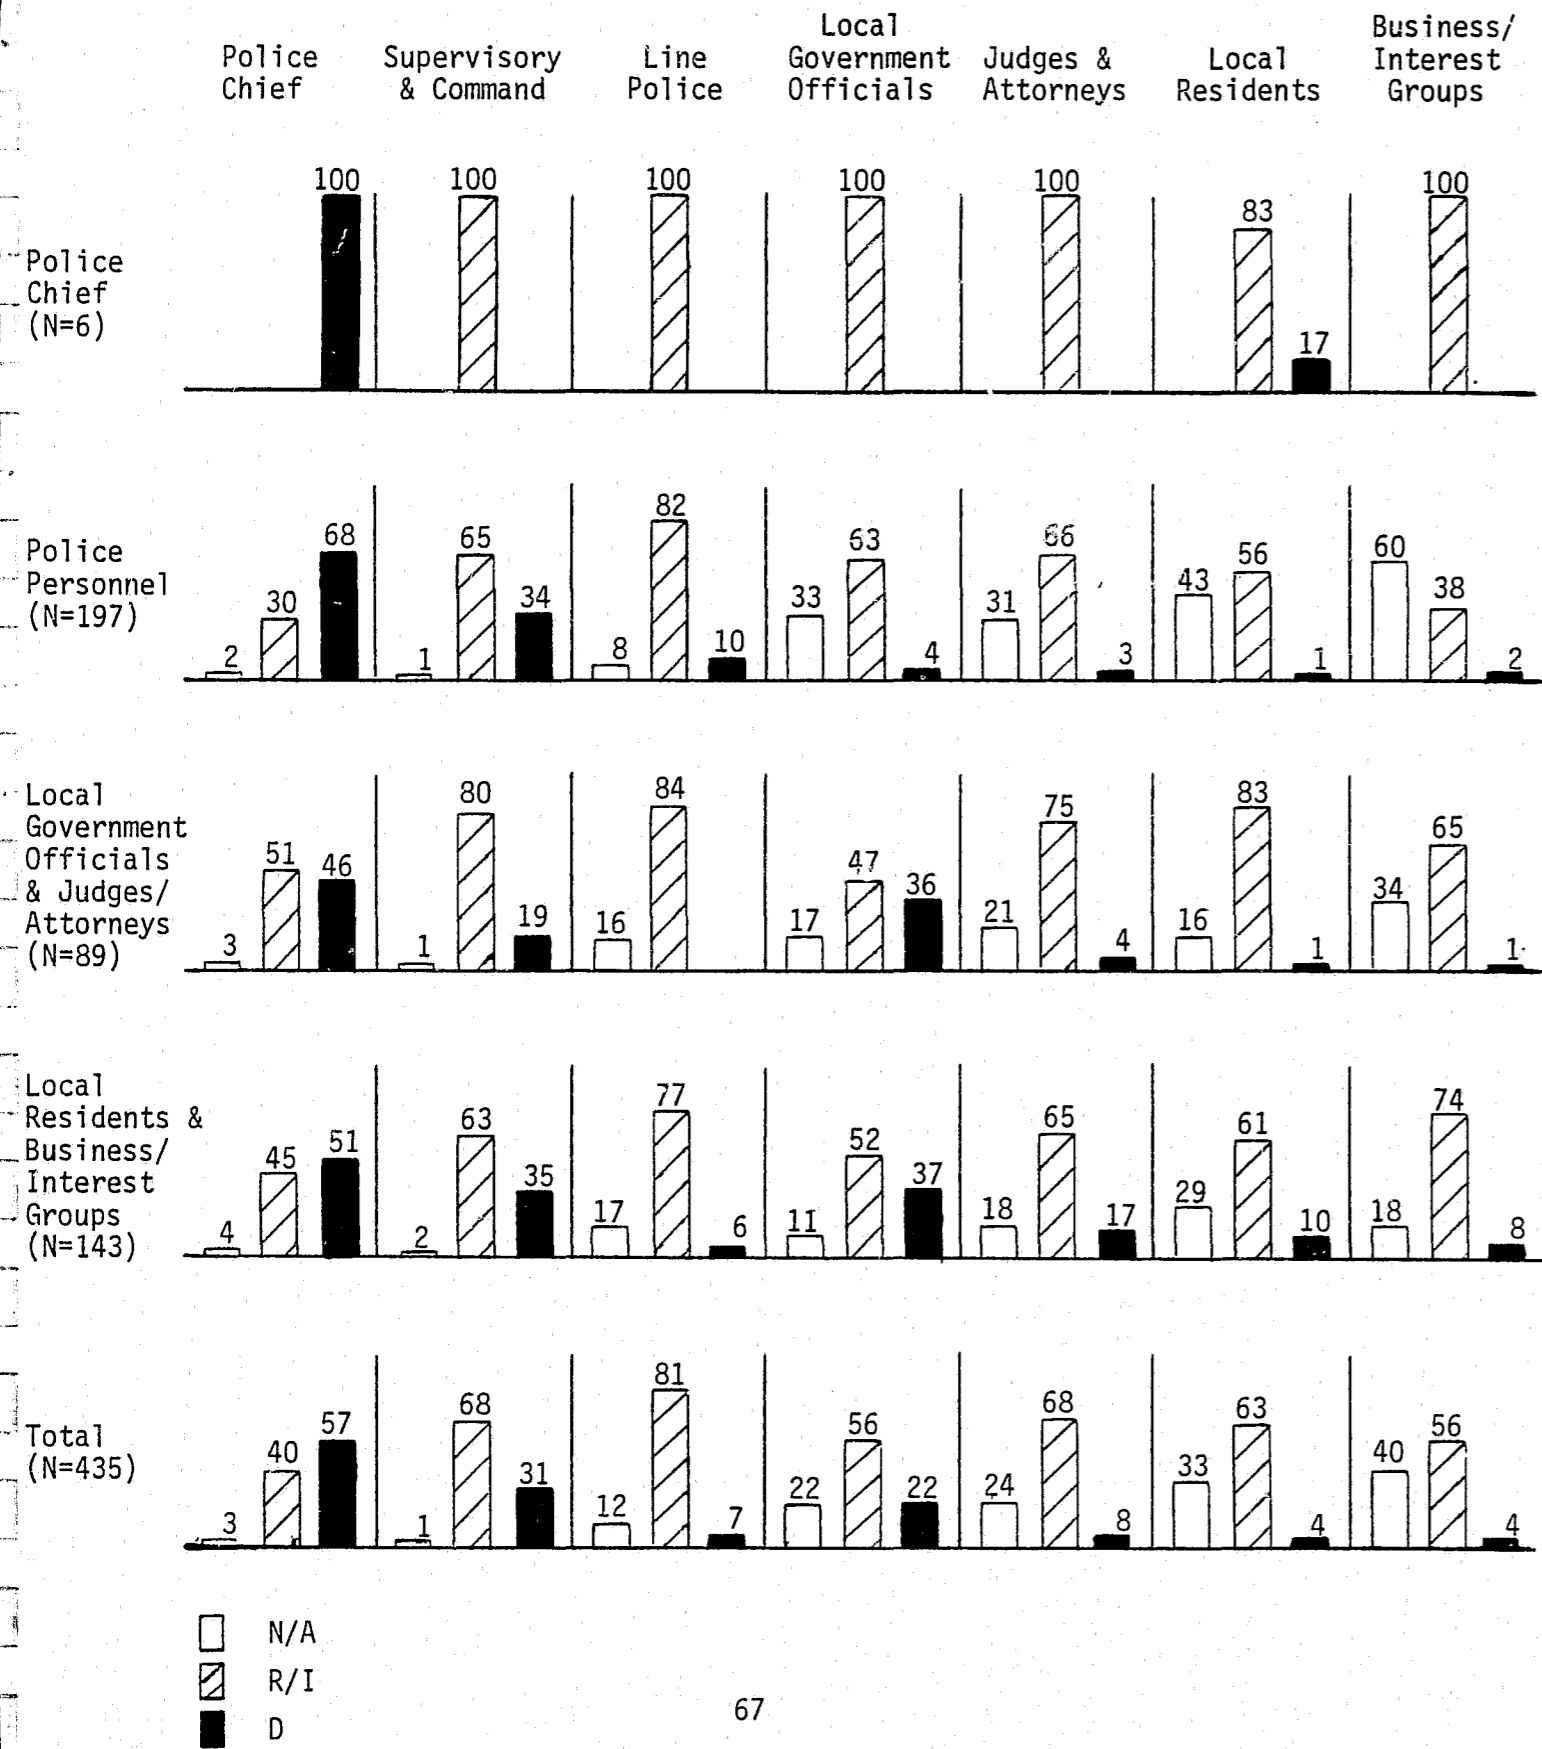 Local
Business/
Police Supervisory Line Government Judges & Local Interest
Chief & Command Police Officials Attorneys Residents Groups
100 100 100 100 100 83 17 100
Police
Chief
(N=6)
Police
Personnel
(N=197)
2 30 68 1 65 34 8 82 10 33 63 4 31 66 3 43 56 1 60 38 2
Local
Government
Officials
& Judges/
Attorneys
(N=89)
3 51 46 1 80 19 16 84 17 47 36 21 75 4 16 83 1 34 65 1
Local
Residents &
Business/
Interest
Groups
(N=143)
4 45 51 2 63 35 17 77 6 11 52 37 18 65 17 29 61 10 18 74 8
Total
(N=435)
3 40 57 1 68 31 12 81 7 22 56 22 24 68 8 33 63 4 40 56 4
N/A
R/I
D
67